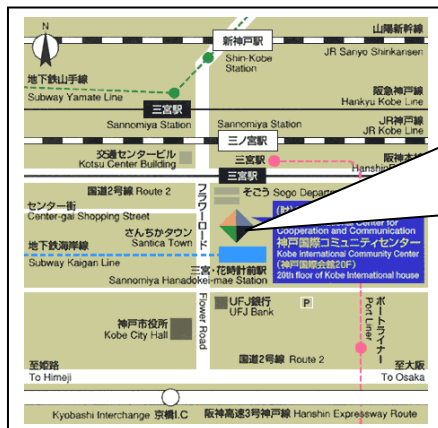 N
山陽新幹線
新神戸駅
JR Sanyo Shinkansen
Shin-Kobe
Station
地下鉄山手線
Subway Yamate Line
三宮駅
阪急神戸線
Hankyu Kobe Line
Sannomiya Station
Sannomiya Station
JR神戸線
JR Kobe Line
三ノ宮駅
交通センタービル
Kotsu Center Building
三宮駅
阪神本
Hanshin
三宮駅
国道2号線 Route 2
そごう Sogo Depart
センター街
Center-gai Shopping Street
フラワーロード
(財)
Center for
Cooperation and Communication
さんちかタウン
Santica Town
神戸国際コミュニティセンター
Kobe International Community Center
(神戸国際会館20F)
20th floor of Kobe International house
地下鉄海岸線
Subway Kaigan Line
三宮・花時計前駅
Sannomiya Hanadokei-mae Station
Flower Road
UFJ銀行
UFJ Bank
P
ポートライナー
Port Liner
神戸市役所
Kobe City Hall
国道2号線 Route 2
至姫路
To Himeji
至大阪
To Osaka
Kyobashi Interchange 京橋I.C
阪神高速3号神戸線 Hanshin Expressway Route